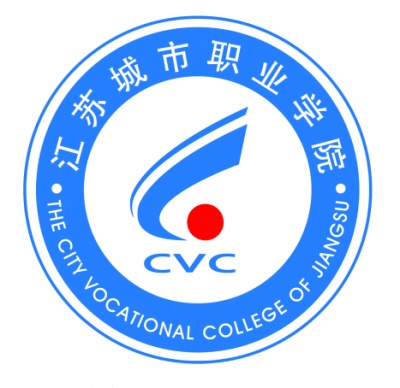 江苏城市职业学院
CVC
THE CITY VOCATIONAL COLLEGE OF JIANGSU